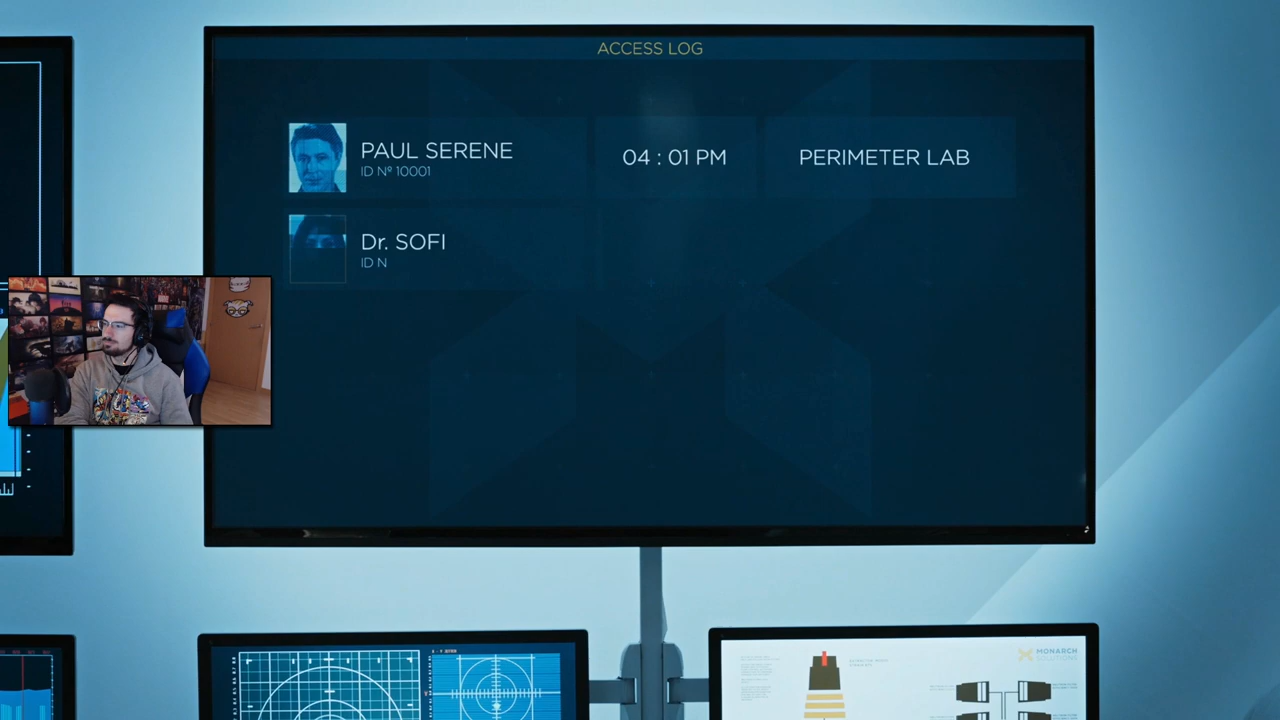 ACCESS LOG
PAUL SERENE
ID Nº 10001
04 : 01 PM
PERIMETER LAB
Dr. SOFI
ID N
MONARCH
SOLUTIONS